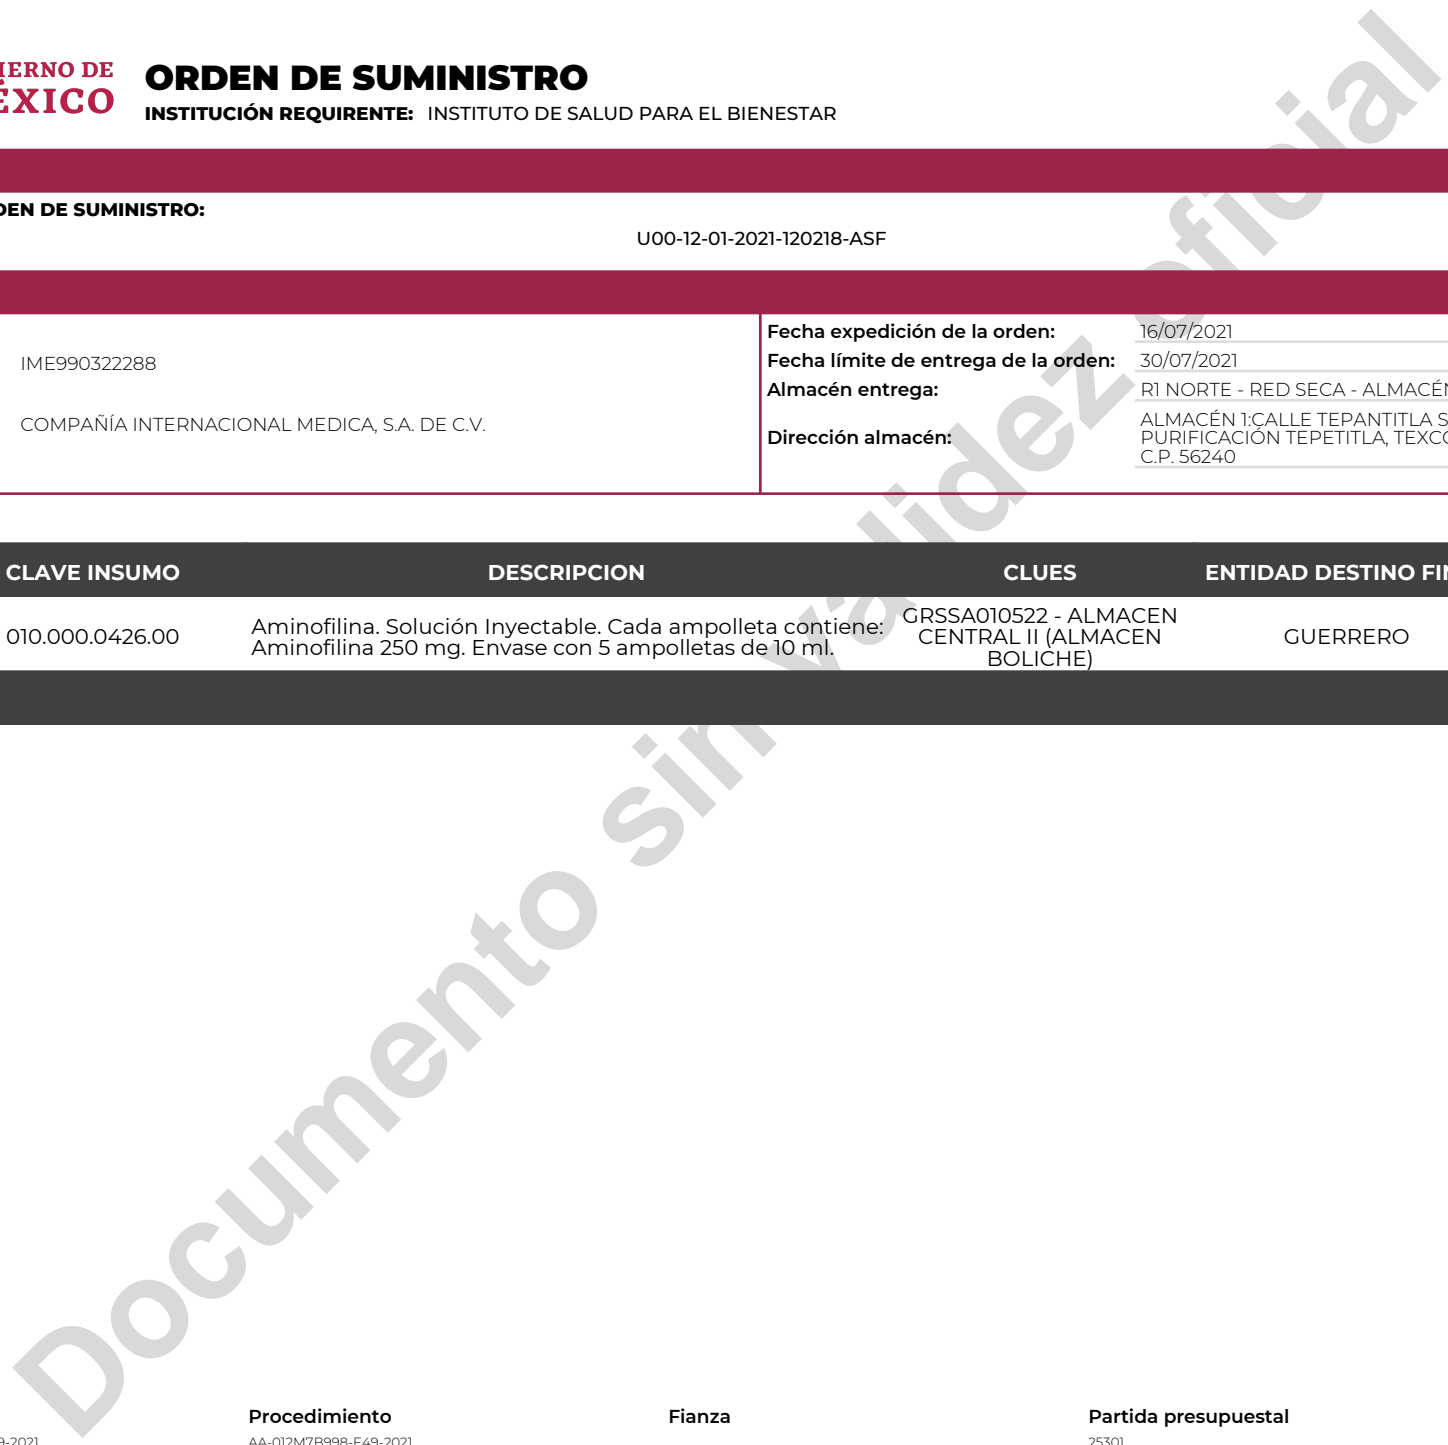 IERNO DE
ÉXICO
ORDEN DE SUMINISTRO
INSTITUCIÓN REQUIRENTE: INSTITUTO DE SALUD PARA EL BIENESTAR
DEN DE SUMINISTRO:
U00-12-01-2021-120218-ASF
IME990322288
COMPAÑÍA INTERNACIONAL MEDICA, S.A. DE C.V.
Fecha expedición de la orden: 16/07/2021
Fecha límite de entrega de la orden: 30/07/2021
Almacén entrega: R1 NORTE - RED SECA - ALMACÉN
Dirección almacén:
ALMACÉN 1:CALLE TEPANTITLA S
PURIFICACIÓN TEPETITLA, TEXCO
C.P. 56240
CLAVE INSUMO DESCRIPCION CLUES ENTIDAD DESTINO FIN
010.000.0426.00
Aminofilina. Solución Inyectable. Cada ampolleta contiene:
Aminofilina 250 mg. Envase con 5 ampolletas de 10 ml.
GRSSA010522 - ALMACEN
CENTRAL II (ALMACEN
BOLICHE)
GUERRERO
Documento sin validez oficial
Procedimiento Fianza Partida presupuestal
9-2021 AA-012M7B998-E49-2021 25301